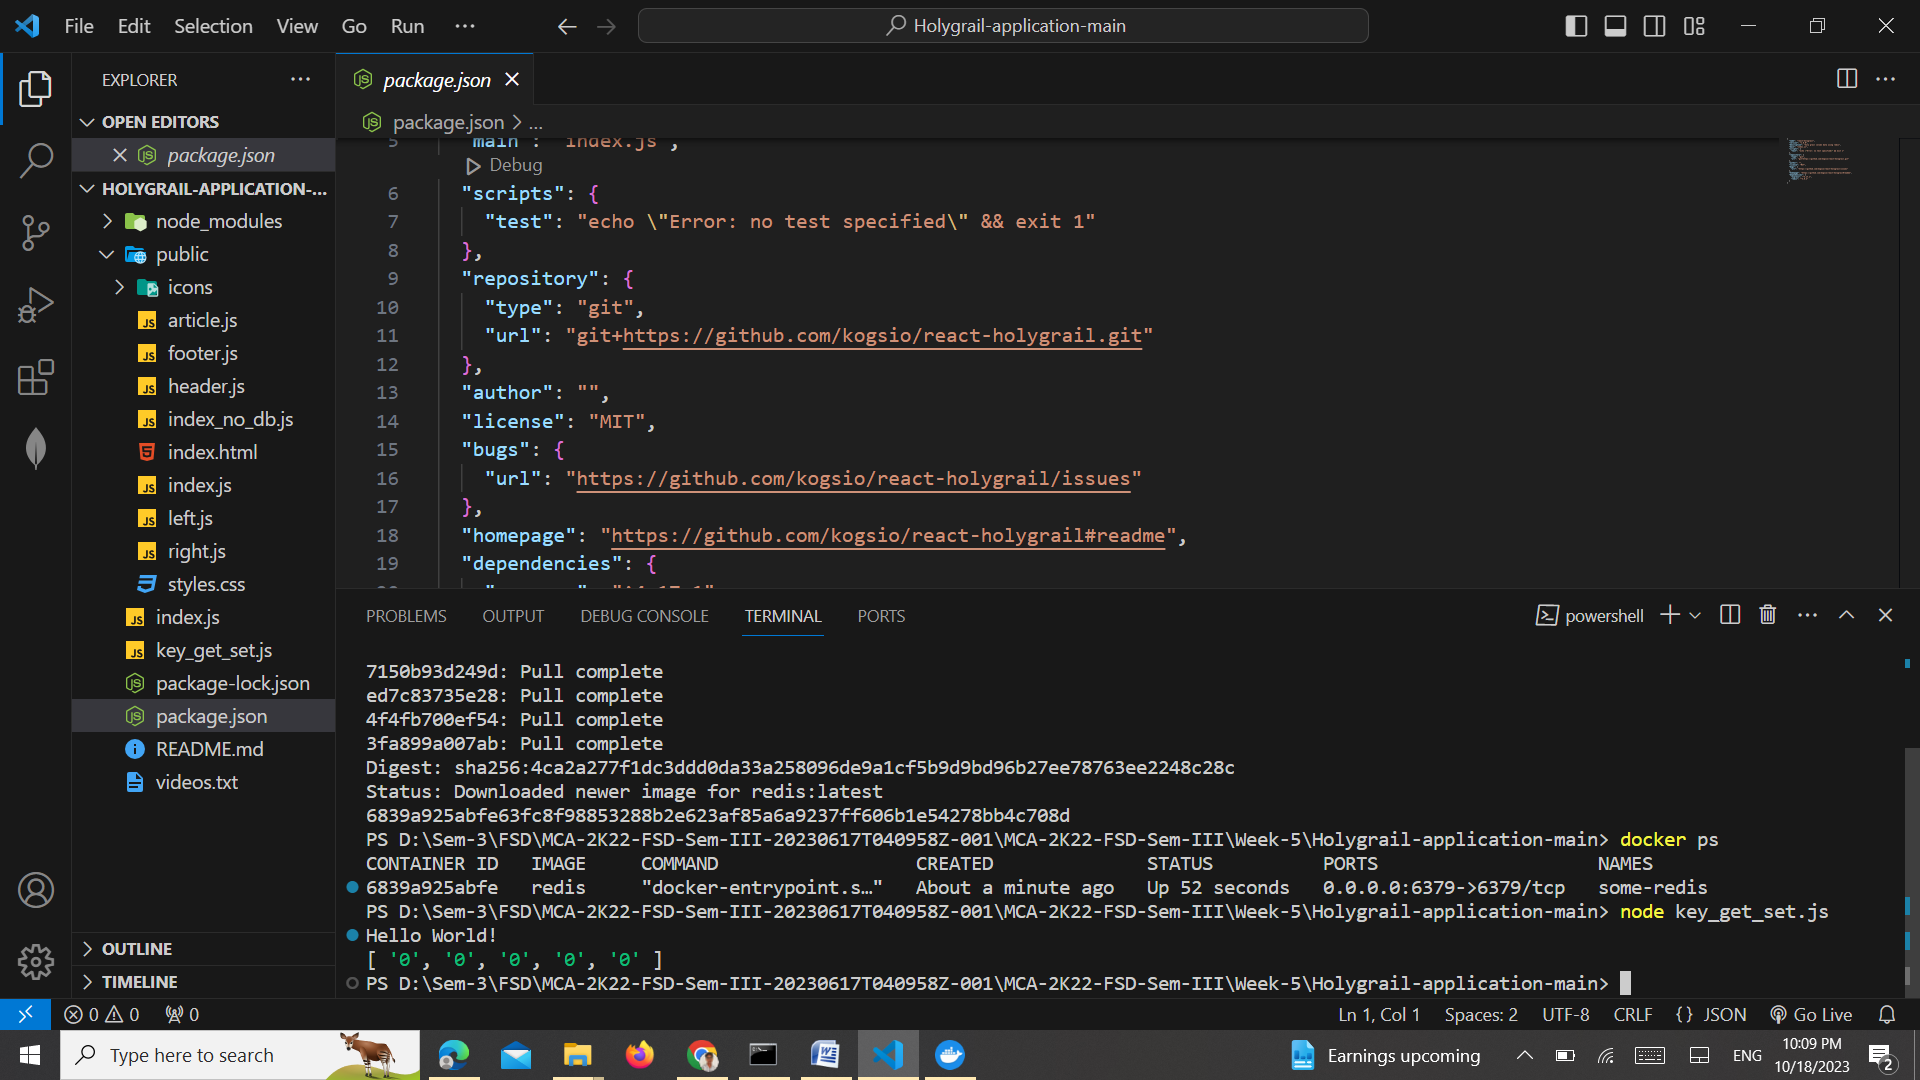 File Edit Selection View Go Run ...
Holygrail-application-main
EXPLORER
OPEN EDITORS
package.json
HOLYGRAIL-APPLICATION-...
node_modules
public
icons
article.js
footer.js
header.js
index_no_db.js
index.html
index.js
left.js
right.js
styles.css
index.js
key_get_set.js
package-lock.json
package.json
README.md
videos.txt
OUTLINE
TIMELINE
package.json
package.json > ...
5 "main": "index.js",
Debug
6 "scripts": {
7 "test": "echo \"Error: no test specified\" && exit 1"
8 },
9 "repository": {
10 "type": "git",
11 "url": "git+https://github.com/kogsio/react-holygrail.git"
12 },
13 "author": "",
14 "license": "MIT",
15 "bugs": {
16 "url": "https://github.com/kogsio/react-holygrail/issues"
17 },
18 "homepage": "https://github.com/kogsio/react-holygrail#readme",
19 "dependencies": {
PROBLEMS OUTPUT DEBUG CONSOLE TERMINAL PORTS
powershell
7150b93d249d: Pull complete
ed7c83735e28: Pull complete
4f4fb700ef54: Pull complete
3fa899a007ab: Pull complete
Digest: sha256:4ca2a277f1dc3ddd0da33a258096de9a1cf5b9d9bd96b27ee78763ee2248c28c
Status: Downloaded newer image for redis:latest
6839a925abfe63fc8f98853288b2e623af85a6a9237ff606b1e54278bb4c708d
PS D:\Sem-3\FSD\MCA-2K22-FSD-Sem-III-20230617T040958Z-001\MCA-2K22-FSD-Sem-III\Week-5\Holygrail-application-main> docker ps
CONTAINER ID IMAGE COMMAND CREATED STATUS PORTS NAMES
6839a925abfe redis "docker-entrypoint.s…" About a minute ago Up 52 seconds 0.0.0.0:6379->6379/tcp some-redis
PS D:\Sem-3\FSD\MCA-2K22-FSD-Sem-III-20230617T040958Z-001\MCA-2K22-FSD-Sem-III\Week-5\Holygrail-application-main> node key_get_set.js
Hello World!
[ '0', '0', '0', '0', '0' ]
PS D:\Sem-3\FSD\MCA-2K22-FSD-Sem-III-20230617T040958Z-001\MCA-2K22-FSD-Sem-III\Week-5\Holygrail-application-main>
0 0 0
Ln 1, Col 1 Spaces: 2 UTF-8 CRLF {} JSON Go Live
Type here to search
Earnings upcoming
ENG
10:09 PM
10/18/2023
2